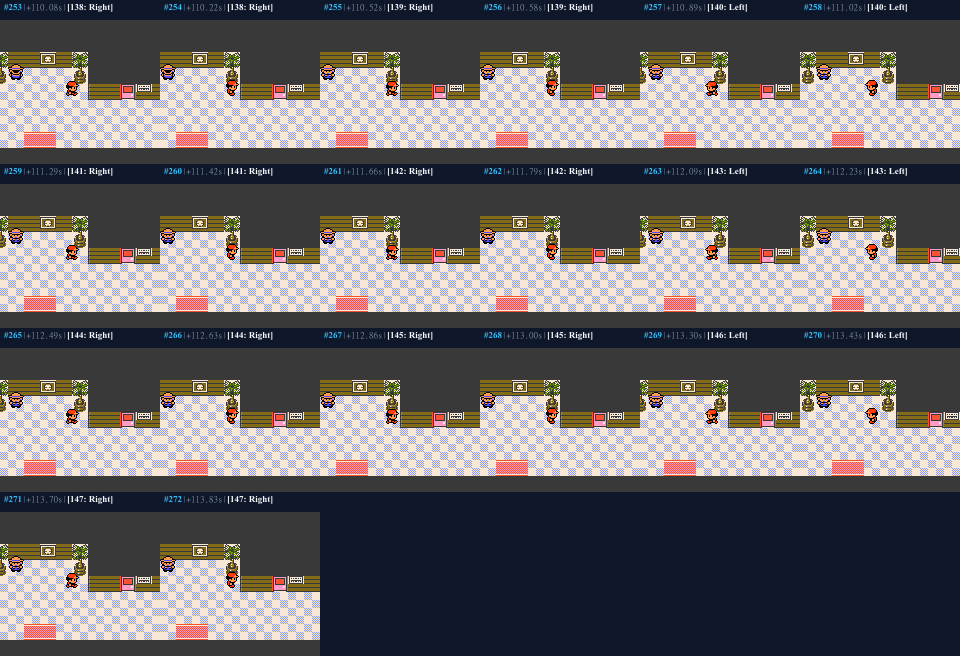 #253 | +110.08s | [138: Right] #254 | +110.22s | [138: Right] #255 | +110.52s | [139: Right] #256 | +110.58s | [139: Right] #257 | +110.89s | [140: Left] #258 | +111.02s | [140: Left]
#259 | +111.29s | [141: Right] #260 | +111.42s | [141: Right] #261 | +111.66s | [142: Right] #262 | +111.79s | [142: Right] #263 | +112.09s | [143: Left] #264 | +112.23s | [143: Left]
#265 | +112.49s | [144: Right] #266 | +112.63s | [144: Right] #267 | +112.86s | [145: Right] #268 | +113.00s | [145: Right] #269 | +113.30s | [146: Left] #270 | +113.43s | [146: Left]
#271 | +113.70s | [147: Right] #272 | +113.83s | [147: Right]